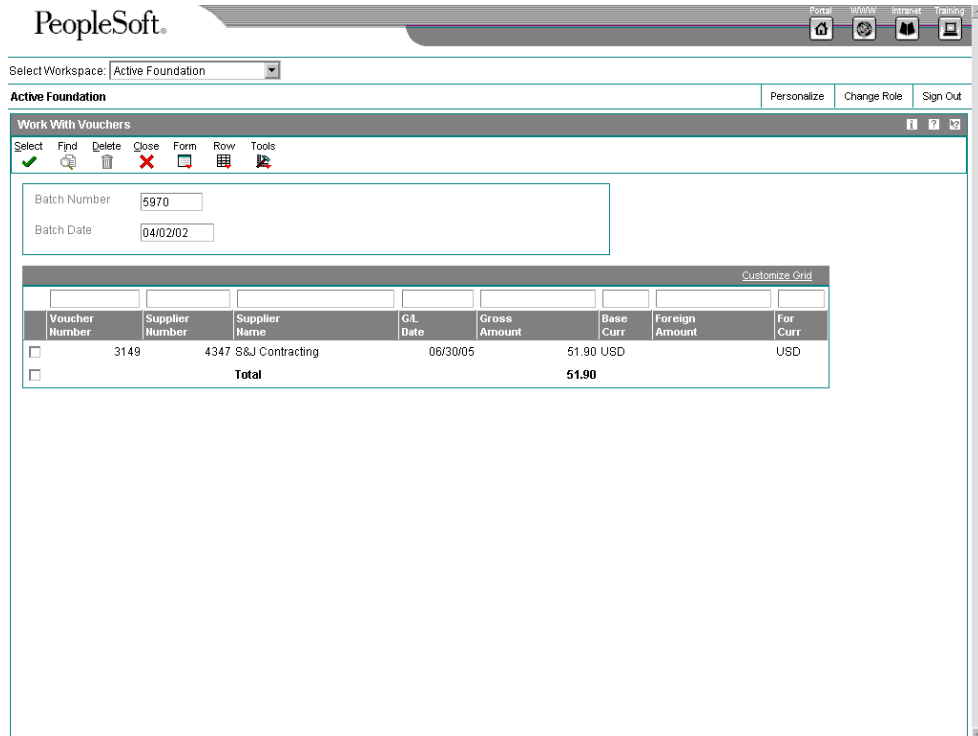 PeopleSoft.
Portal WWW Intranet Training
Select Workspace: Active Foundation
Active Foundation Personalize Change Role Sign Out
Work With Vouchers
Select Find Delete Close Form Row Tools
Batch Number 5970
Batch Date 04/02/02
Customize Grid
Voucher Number Supplier Number Supplier Name G/L Date Gross Amount Base Curr Foreign Amount For Curr
3149 4347 S&J Contracting 06/30/05 51.90 USD USD
Total 51.90